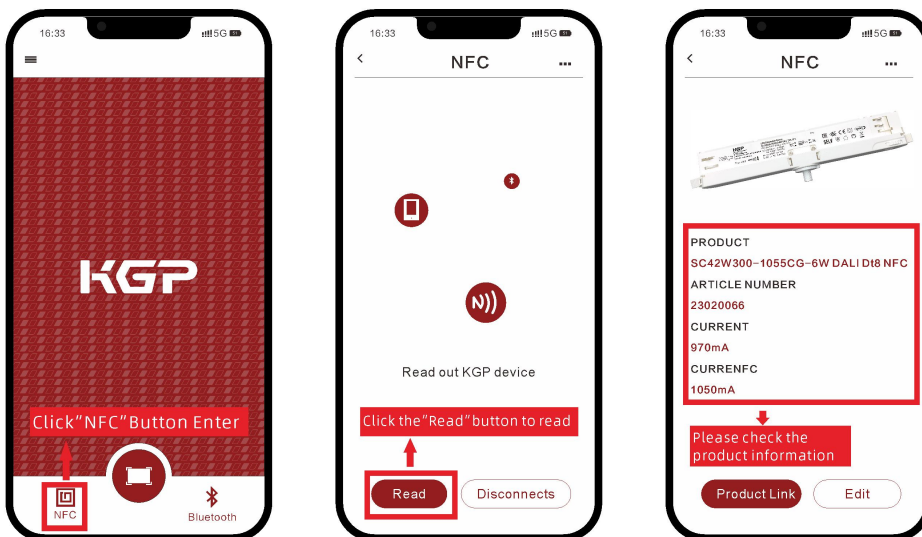 16:33
5G
KGP
Click"NFC"Button Enter
NFC
Bluetooth
16:33
5G
NFC
Read out KGP device
Click the"Read"button to read
Read
Disconnects
16:33
5G
NFC
KGP
PRODUCT
SC42W300-1055CG-6W DALI Dt8 NFC
ARTICLE NUMBER
23020066
CURRENT
970mA
CURRENFC
1050mA
Please check the
product information
Product Link
Edit